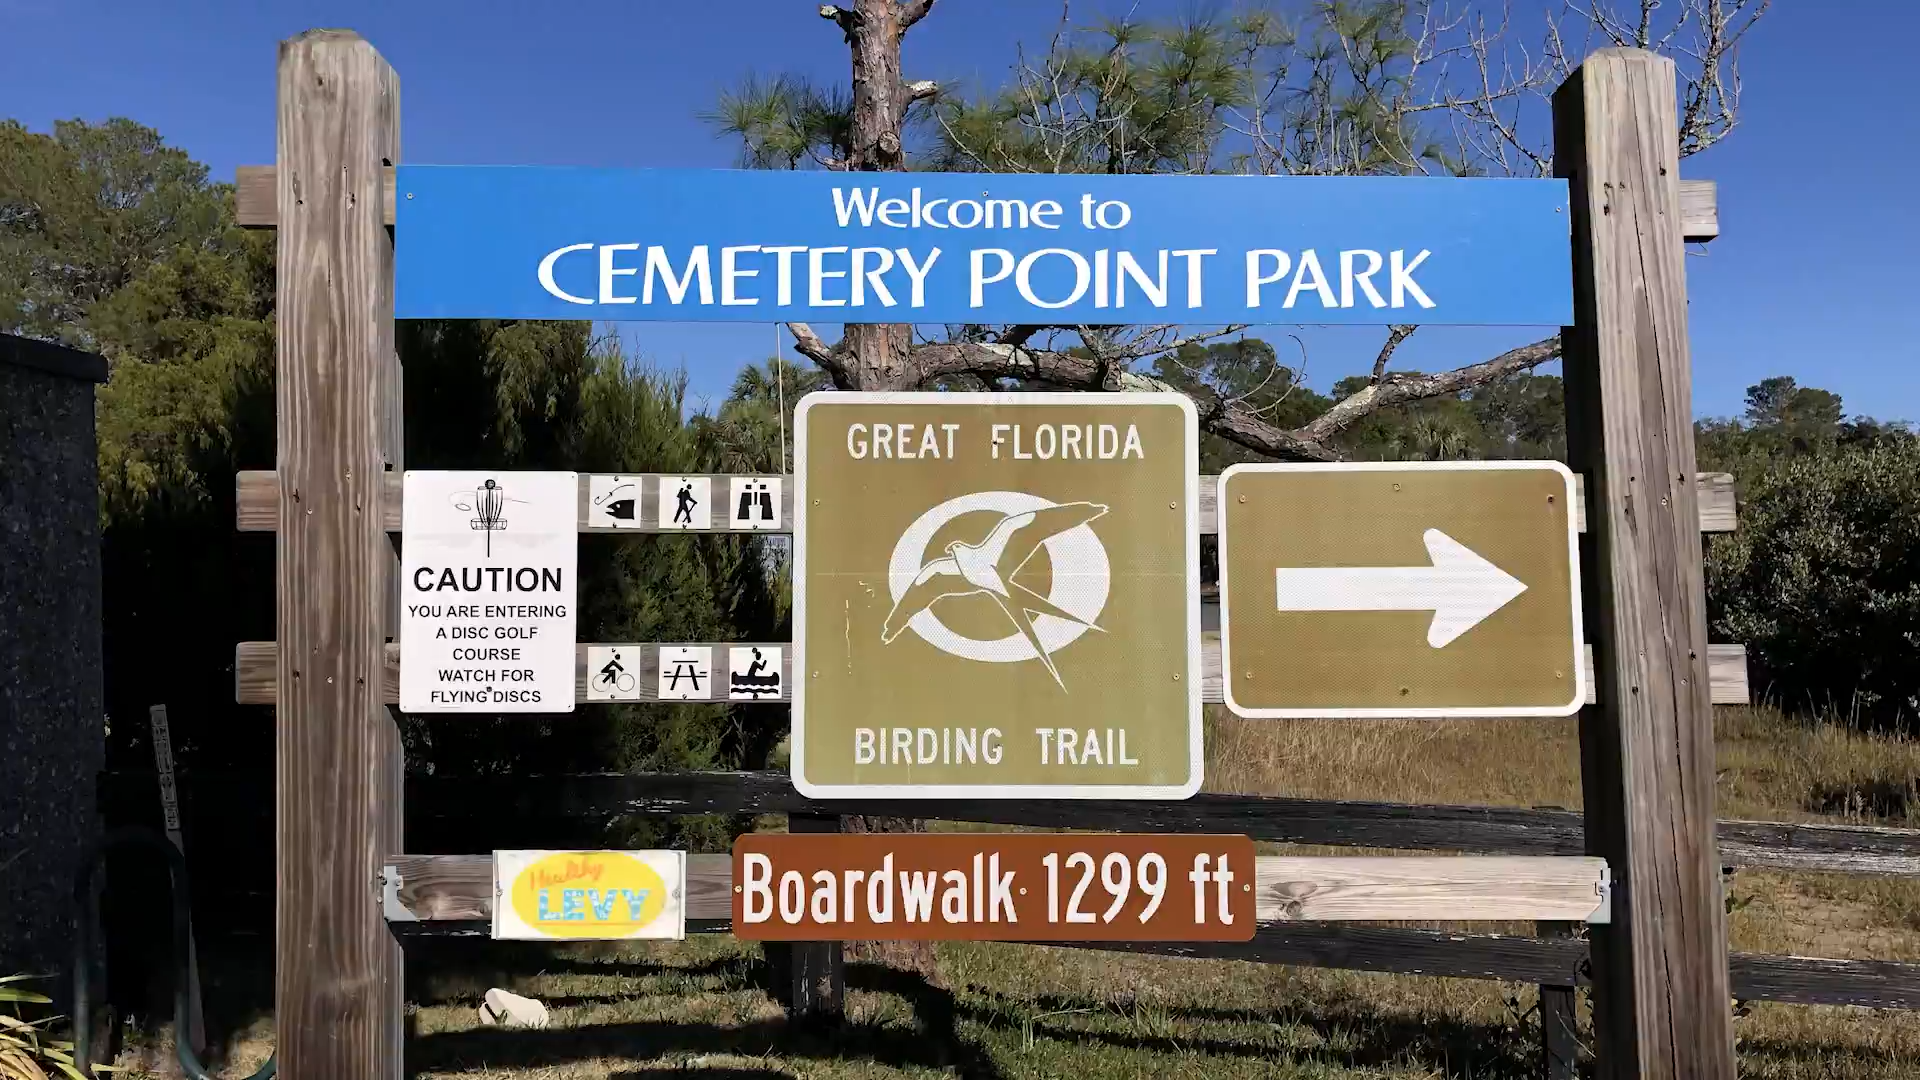 Welcome to
CEMETERY POINT PARK
GREAT FLORIDA
BIRDING TRAIL
CAUTION
YOU ARE ENTERING
A DISC GOLF
COURSE
WATCH FOR
FLYING DISCS
Healthy
LEVY
Boardwalk 1299 ft